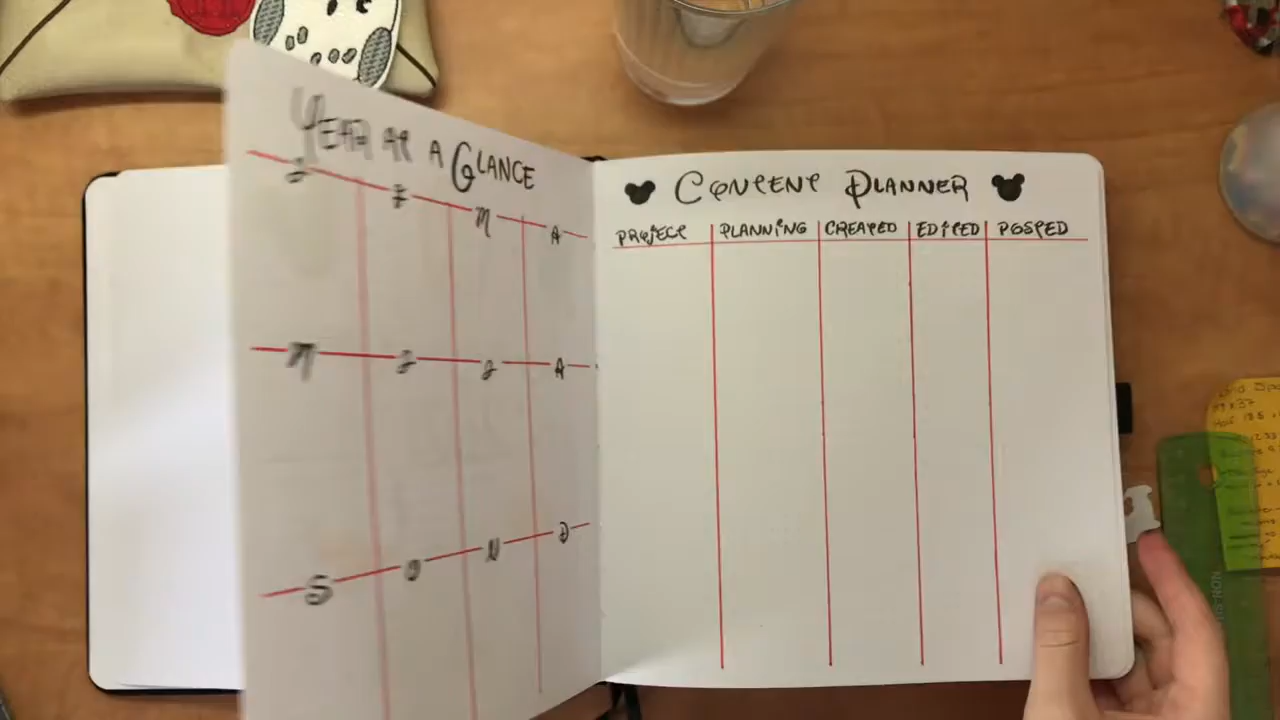 YEAR AT A GLANCE
J F M A
M J J A
S O N D
CONTENT PLANNER
PROJECT PLANNING CREATED EDITED POSTED